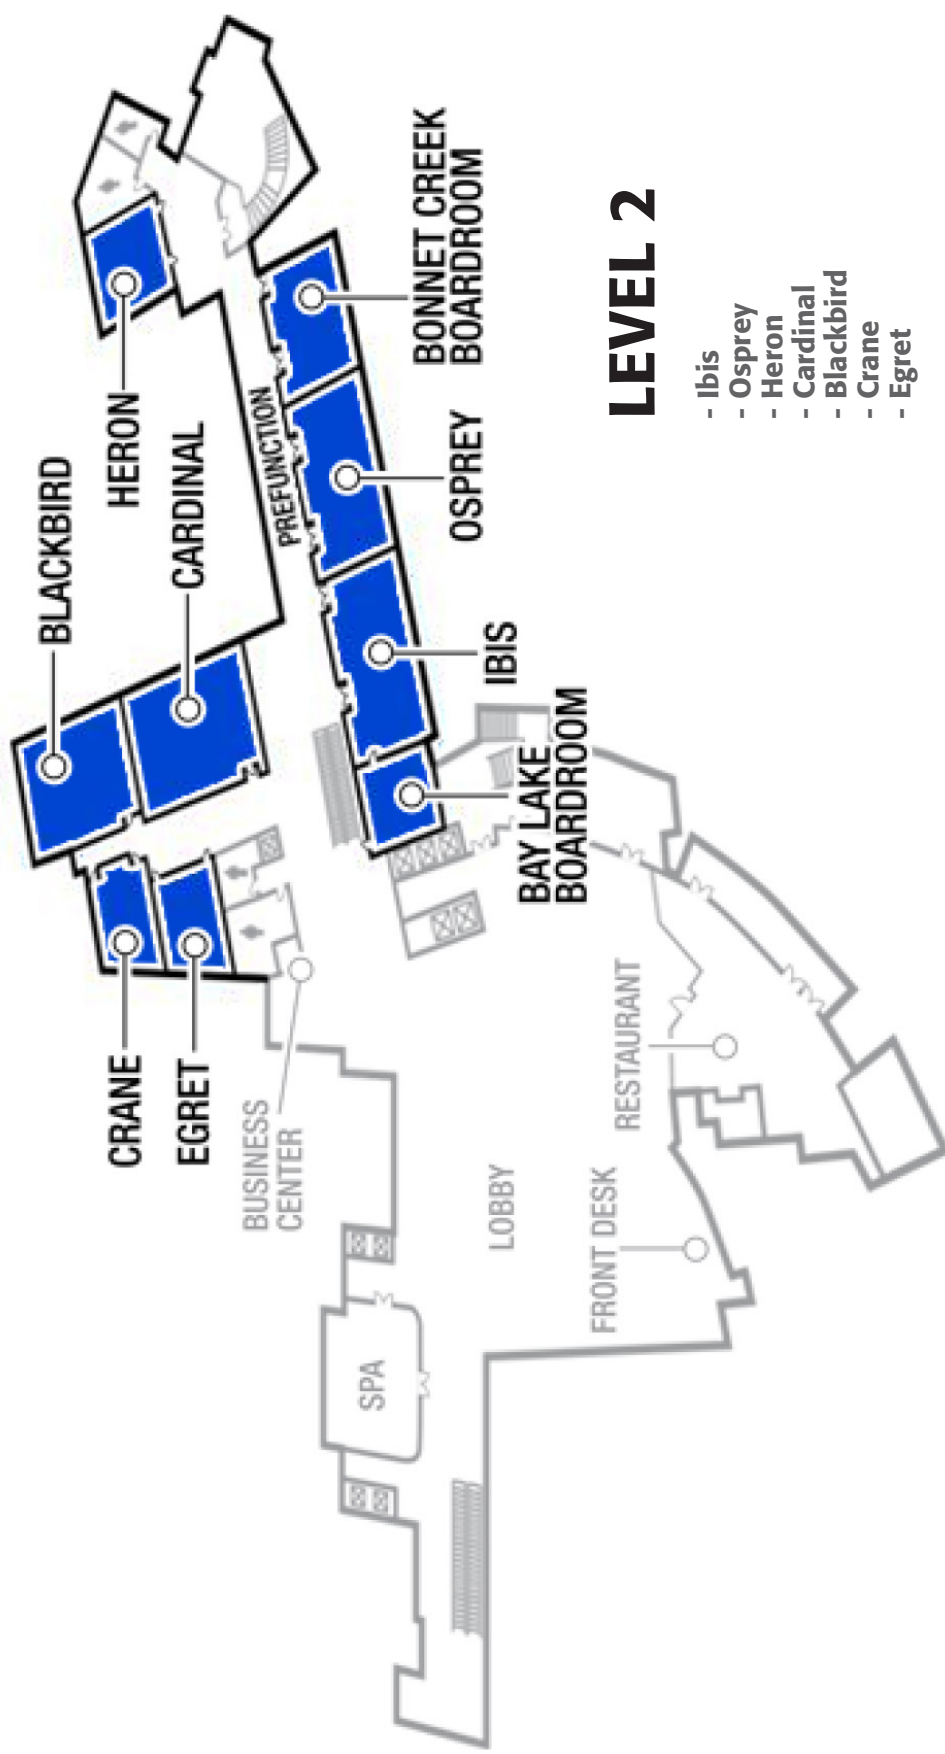 BLACKBIRD
HERON
CARDINAL
PREFUNCTION
BONNET CREEK
BOARDROOM
OSPREY
IBIS
BAY LAKE
BOARDROOM
CRANE
EGRET
BUSINESS
CENTER
RESTAURANT
LOBBY
FRONT DESK
SPA
LEVEL 2
- Ibis
- Osprey
- Heron
- Cardinal
- Blackbird
- Crane
- Egret